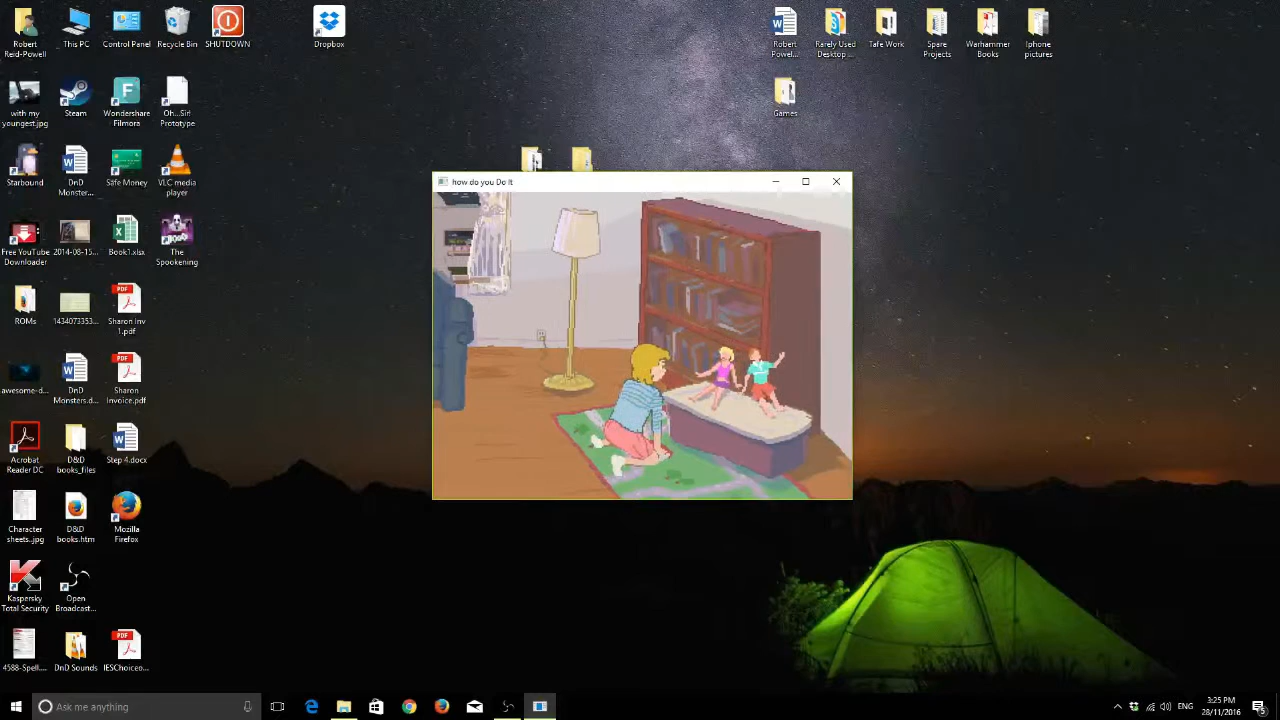 Robert
Reid-Powell
This PC
Control Panel
Recycle Bin
SHUTDOWN
Dropbox
Robert
Powel...
Rarely Used
Desktop ...
Tafe Work
Spare
Projects
Warhammer
Books
Iphone
pictures
with my
youngest.jpg
Steam
Wondershare
Filmora
Oh...Sir!
Prototype
Games
Starbound
DnD
Monster...
Safe Money
VLC media
player
how do you Do It
Free YouTube
Downloader
2014-08-15...
Book1.xlsx
The
Spookening
ROMs
1434073353...
Sharon inv
1.pdf
awesome-d...
DnD
Monsters.d...
Sharon
Invoice.pdf
Acrobat
Reader DC
D&D
books_files
Step 4.docx
Character
sheets..jpg
D&D
books.htm
Mozilla
Firefox
Kaspersky
Total Security
Open
Broadcast...
4588-Spell....
DnD Sounds
IESChoiceo...
Ask me anything
ENG
3:25 PM
28/11/2016